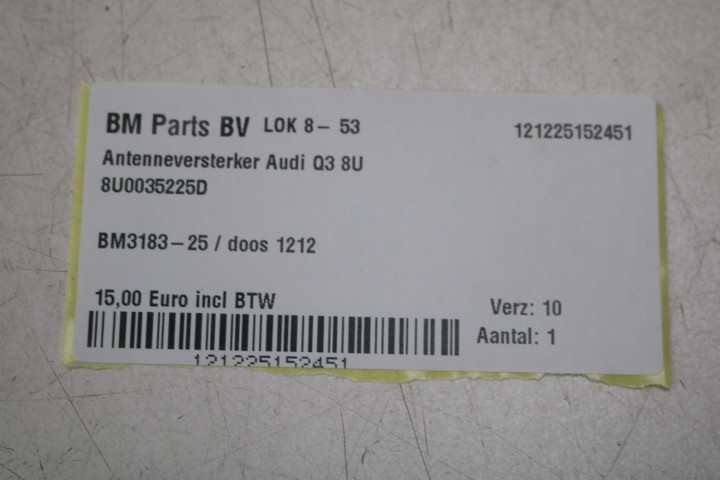 BM Parts BV LOK 8- 53 121225152451
Antenneversterker Audi Q3 8U
8U0035225D
BM3183-25 / doos 1212
15,00 Euro incl BTW
Verz: 10
Aantal: 1
121225152451